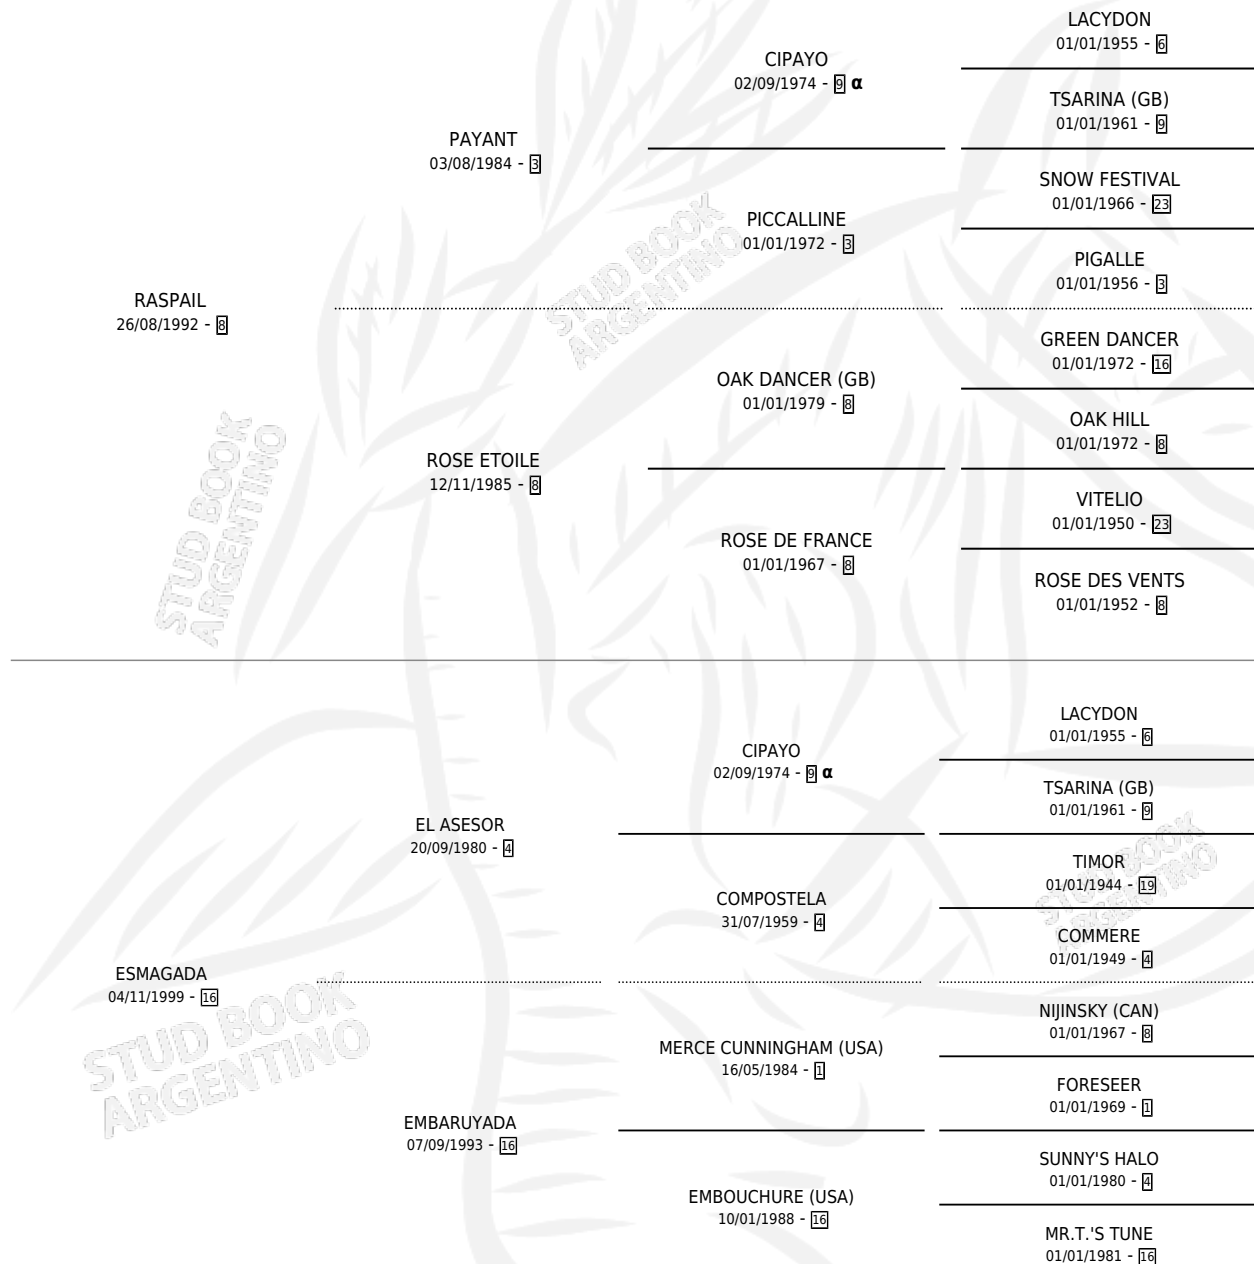 RASPAIL
26/08/1992 - 8
PAYANT
03/08/1984 - 3
CIPAYO
02/09/1974 - 9 α
LACYDON
01/01/1955 - 6
TSARINA (GB)
01/01/1961 - 9
PICCALLINE
01/01/1972 - 3
SNOW FESTIVAL
01/01/1966 - 23
PIGALLE
01/01/1956 - 3
ROSE ETOILE
12/11/1985 - 8
OAK DANCER (GB)
01/01/1979 - 8
GREEN DANCER
01/01/1972 - 16
OAK HILL
01/01/1972 - 8
ROSE DE FRANCE
01/01/1967 - 8
VITELIO
01/01/1950 - 23
ROSE DES VENTS
01/01/1952 - 8
STUD BOOK
ARGENTINO
STUD BOOK
ARGENTINO
ESMAGADA
04/11/1999 - 16
EL ASESOR
20/09/1980 - 4
CIPAYO
02/09/1974 - 9 α
LACYDON
01/01/1955 - 6
TSARINA (GB)
01/01/1961 - 9
COMPOSTELA
31/07/1959 - 4
TIMOR
01/01/1944 - 19
COMMERE
01/01/1949 - 4
EMBARUYADA
07/09/1993 - 16
MERCE CUNNINGHAM (USA)
16/05/1984 - 1
NIJINSKY (CAN)
01/01/1967 - 8
FORESEER
01/01/1969 - 1
EMBOUCHURE (USA)
10/01/1988 - 16
SUNNY'S HALO
01/01/1980 - 4
MR.T.'S TUNE
01/01/1981 - 16
STUD BOOK
ARGENTINO
STUD BOOK
ARGENTINO